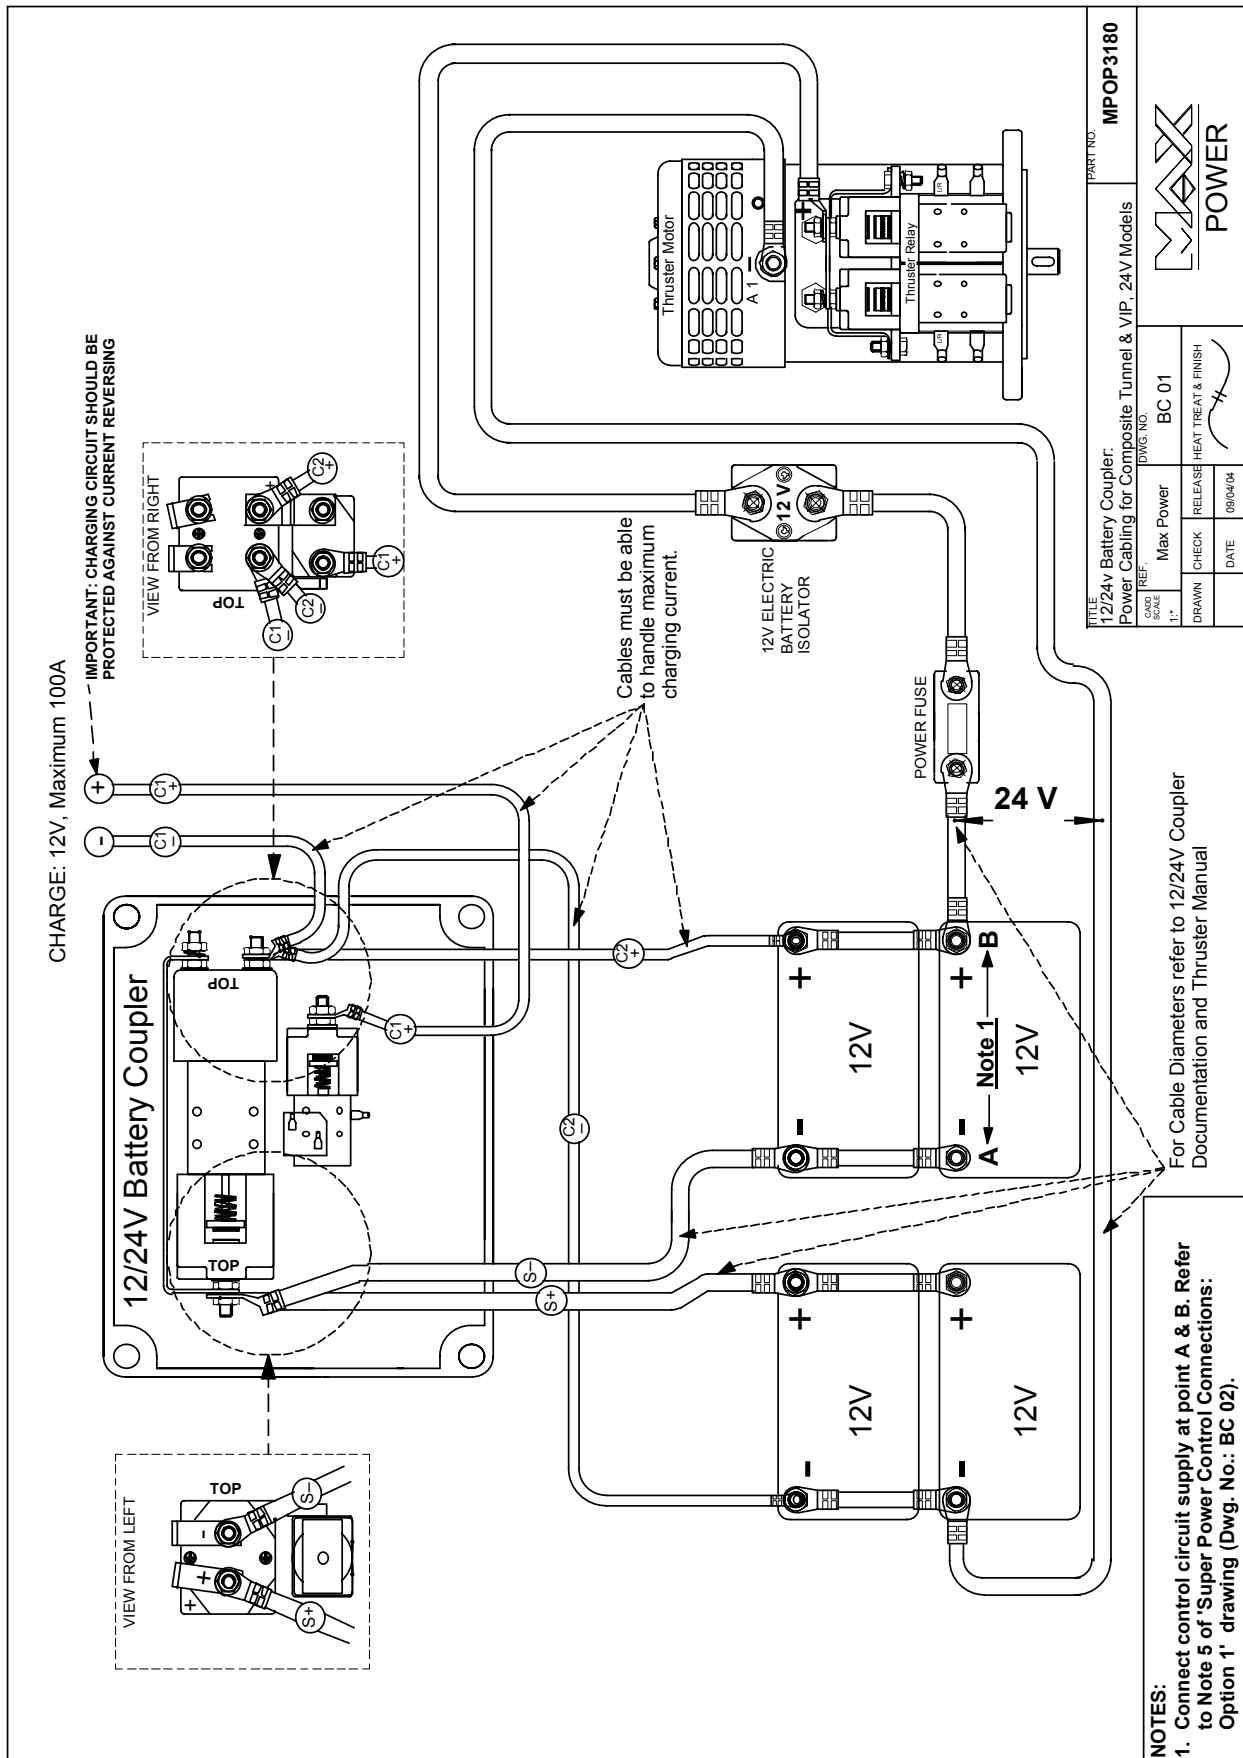 CHARGE: 12V, Maximum 100A
IMPORTANT: CHARGING CIRCUIT SHOULD BE
PROTECTED AGAINST CURRENT REVERSING
-
+
C1
–
C1
+
VIEW FROM LEFT
TOP
-
+
+
S–
S+
12/24V Battery Coupler
TOP
TOP
C1
+
VIEW FROM RIGHT
TOP
+
C1
–
C2
–
C2
+
C1
+
Thruster Motor
A 1
–
+
Thruster Relay
L/R
L/R
Cables must be able
to handle maximum
charging current.
S–
S+
C2
–
C2
+
12V ELECTRIC
BATTERY
ISOLATOR
12 V
POWER FUSE
24 V
-
12V
+
-
12V
+
-
12V
+
-
12V
+
A
Note 1
B
For Cable Diameters refer to 12/24V Coupler
Documentation and Thruster Manual
NOTES:
1. Connect control circuit supply at point A & B. Refer
to Note 5 of 'Super Power Control Connections:
Option 1' drawing (Dwg. No.: BC 02).
TITLE
12/24v Battery Coupler:
Power Cabling for Composite Tunnel & VIP, 24V Models
PART NO.
MPOP3180
CADD
SCALE
1:*
REF.
Max Power
DWG. NO.
BC 01
DRAWN
CHECK
RELEASE
HEAT TREAT & FINISH
DATE
09/04/04
MAX
POWER